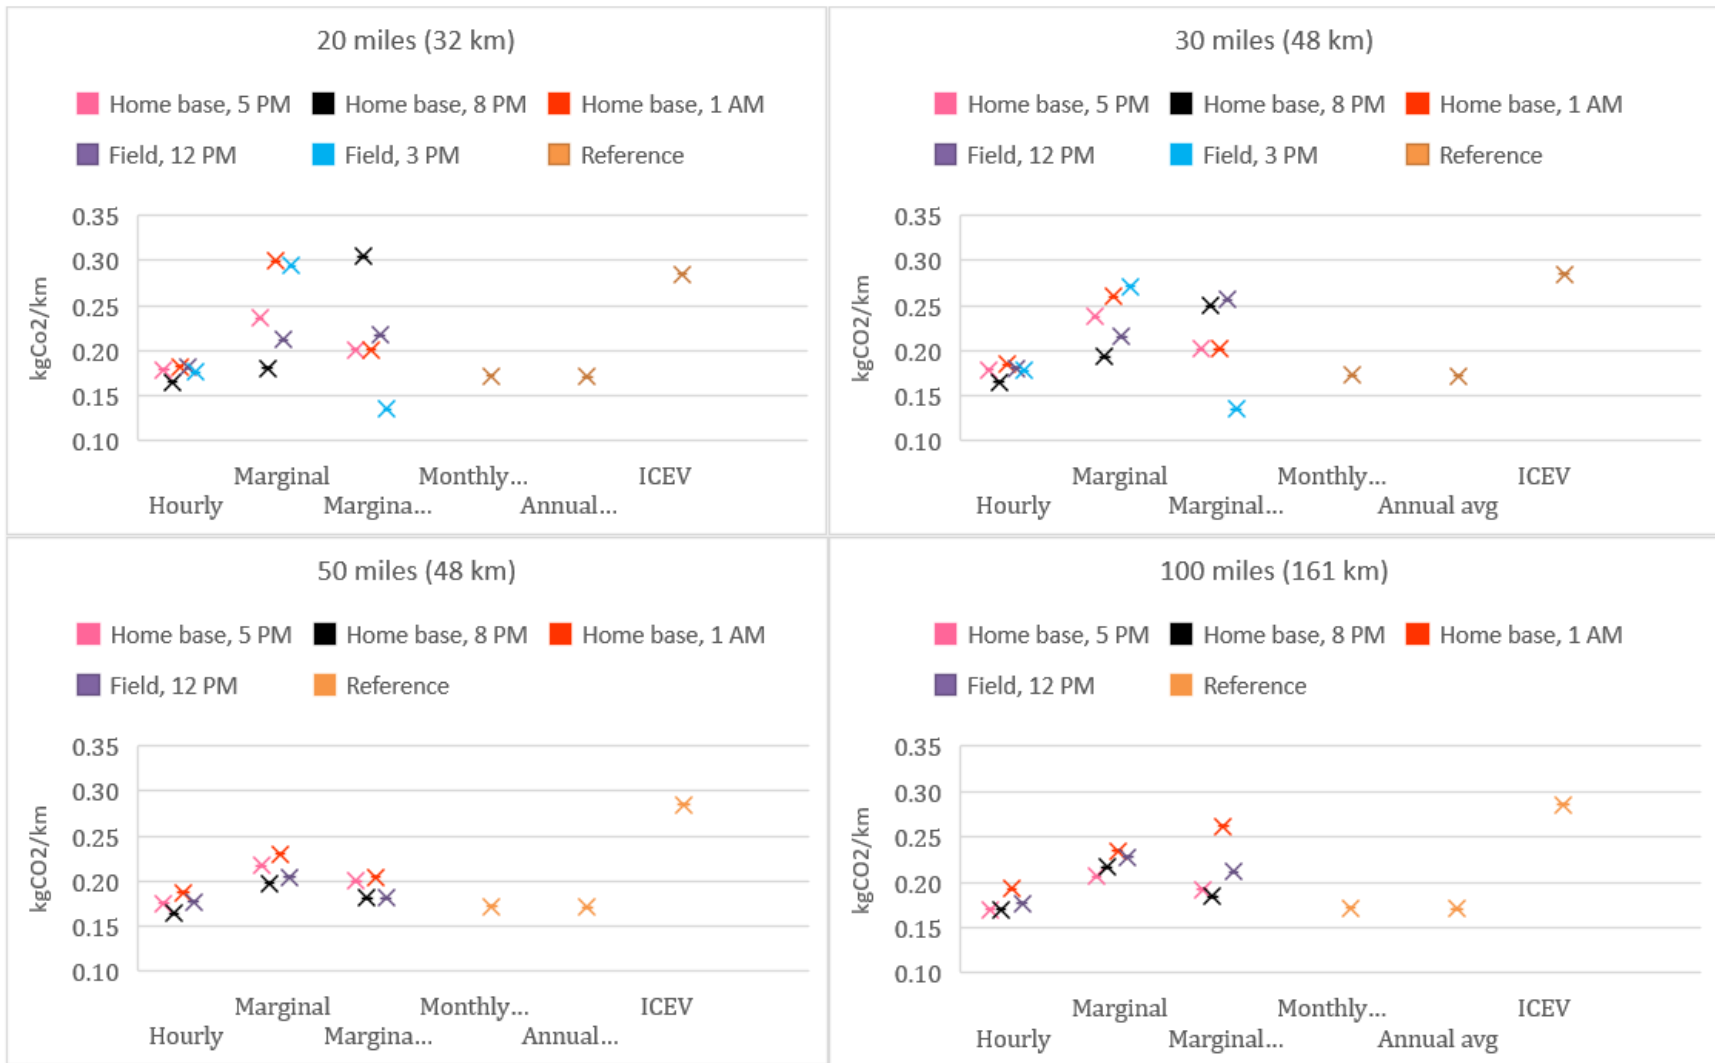 20 miles (32 km)
Home base, 5 PM Home base, 8 PM Home base, 1 AM
Field, 12 PM Field, 3 PM Reference
kgCo2/km
0.35
0.30
0.25
0.20
0.15
0.10
Marginal Monthly... ICEV
Hourly Margina... Annual...
30 miles (48 km)
Home base, 5 PM Home base, 8 PM Home base, 1 AM
Field, 12 PM Field, 3 PM Reference
kgCO2/km
0.35
0.30
0.25
0.20
0.15
0.10
Marginal Monthly... ICEV
Hourly Marginal... Annual avg
50 miles (48 km)
Home base, 5 PM Home base, 8 PM Home base, 1 AM
Field, 12 PM Reference
kgCO2/km
0.35
0.30
0.25
0.20
0.15
0.10
Marginal Monthly... ICEV
Hourly Margina... Annual...
100 miles (161 km)
Home base, 5 PM Home base, 8 PM Home base, 1 AM
Field, 12 PM Reference
kgCO2/km
0.35
0.30
0.25
0.20
0.15
0.10
Marginal Monthly... ICEV
Hourly Marginal... Annual avg